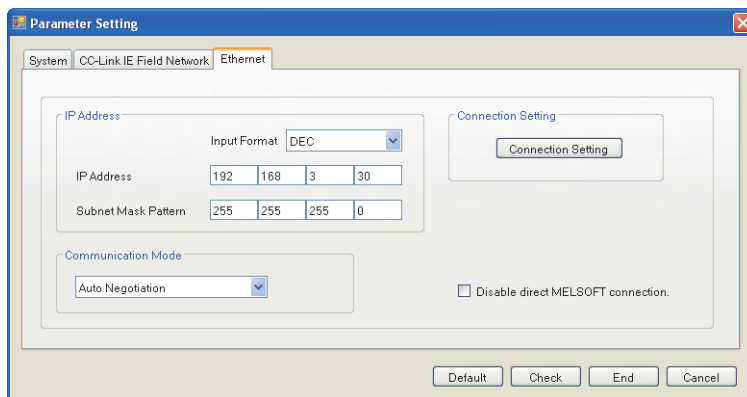 Parameter Setting
System CC-Link IE Field Network Ethernet
IP Address
Input Format DEC
IP Address 192 168 3 30
Subnet Mask Pattern 255 255 255 0
Connection Setting
Connection Setting
Communication Mode
Auto Negotiation
Disable direct MELSOFT connection.
Default Check End Cancel